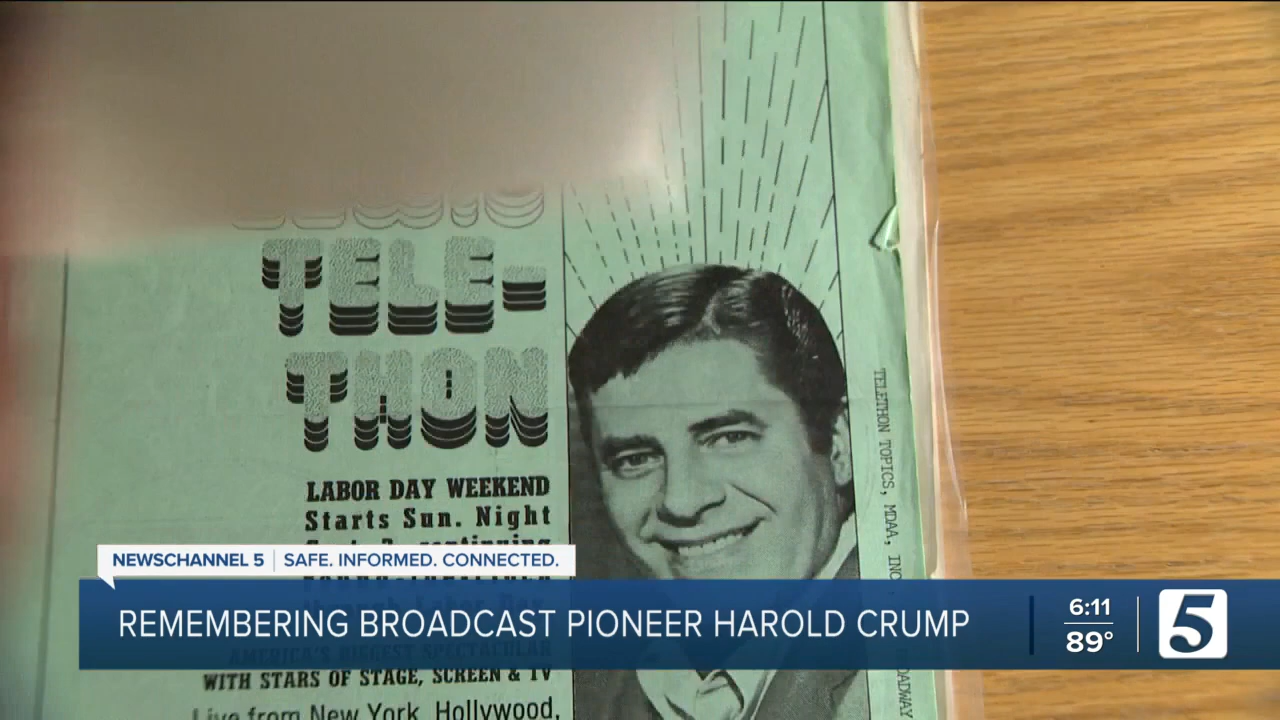 TELE-
THON
LABOR DAY WEEKEND
Starts Sun. Night
AMERICA'S BIGGEST SPECTACULAR
WITH STARS OF STAGE, SCREEN & TV
Live from New York, Hollywood,
TELETHON TOPICS, MDAA, INC
NEWSCHANNEL 5 | SAFE. INFORMED. CONNECTED.
REMEMBERING BROADCAST PIONEER HAROLD CRUMP
6:11
89°
5